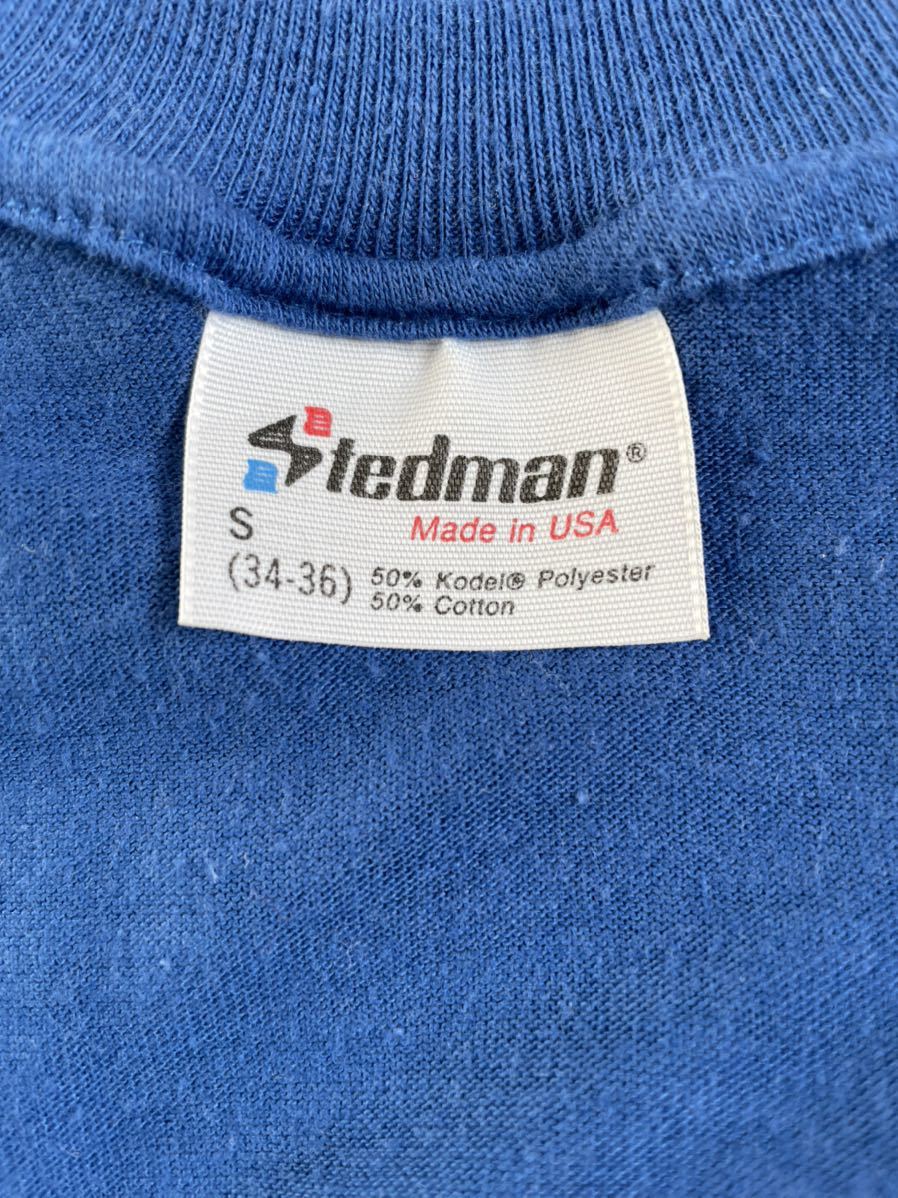 Stedman®
Made in USA
S
(34-36)
50% Kodel® Polyester
50% Cotton